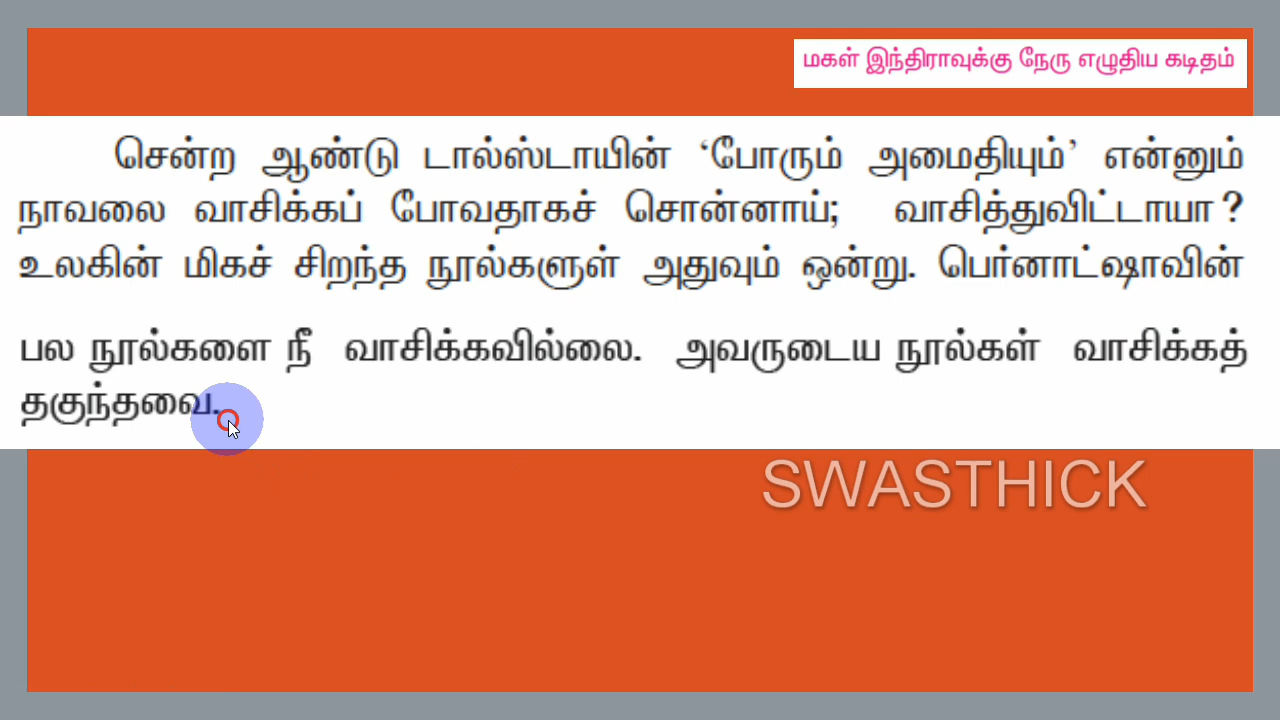 மகள் இந்திராவுக்கு நேரு எழுதிய கடிதம்
சென்ற ஆண்டு டால்ஸ்டாயின் ‘போரும் அமைதியும்’ என்னும்
நாவலை வாசிக்கப் போவதாகச் சொன்னாய்; வாசித்துவிட்டாயா?
உலகின் மிகச் சிறந்த நூல்களுள் அதுவும் ஒன்று. பெர்னாட்ஷாவின்
பல நூல்களை நீ வாசிக்கவில்லை. அவருடைய நூல்கள் வாசிக்கத்
தகுந்தவை.
SWASTHICK